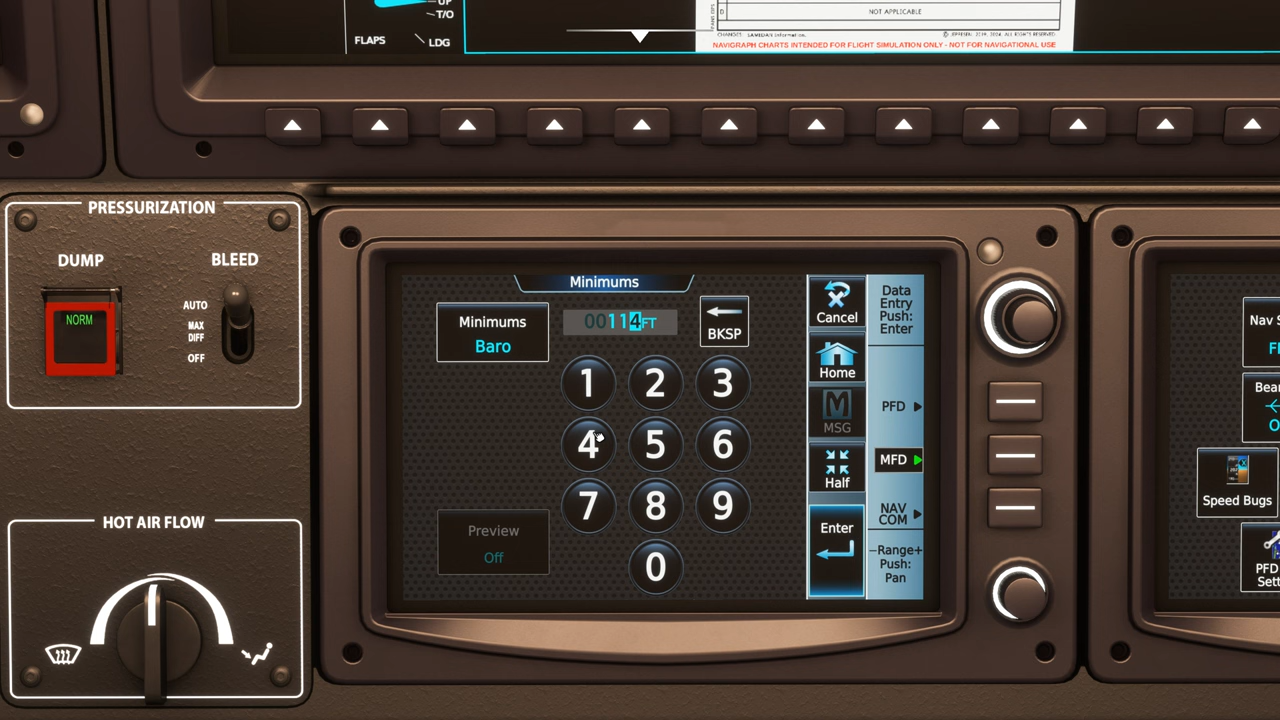 UP
T/O
FLAPS
LDG
D
NOT APPLICABLE
CHANGES:
information.
NAVIGRAPH CHARTS INTENDED FOR FLIGHT SIMULATION ONLY - NOT FOR NAVIGATIONAL USE
PRESSURIZATION
DUMP
BLEED
NORM
AUTO
MAX
DIFF
OFF
HOT AIR FLOW
Minimums
Minimums
Baro
00114FT
BKSP
1 2 3
4 5 6
7 8 9
0
Preview
Off
Cancel
Home
MSG
Half
Enter
Data
Entry
Push:
Enter
PFD
MFD
NAV
COM
-Range+
Push:
Pan
Speed Bugs
PFD